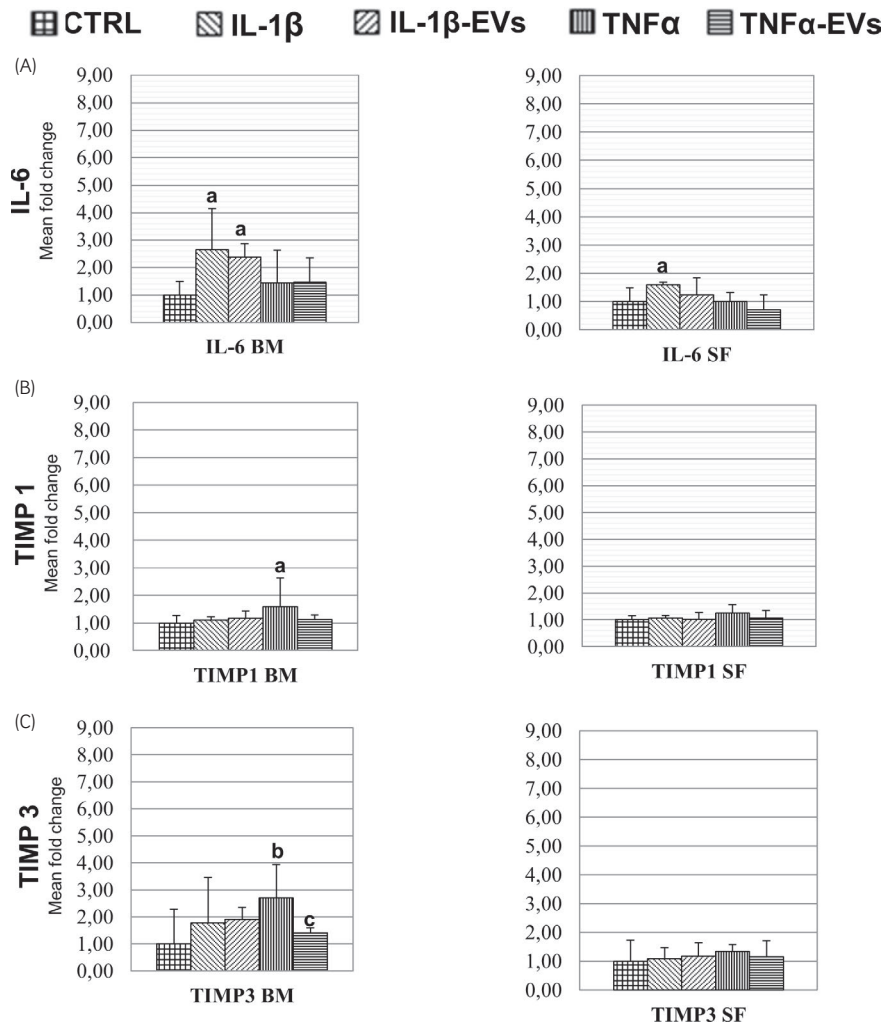 CTRL IL-1β IL-1β-EVs TNFα TNFα-EVs
(A)
IL-6
Mean fold change
9,00
8,00
7,00
6,00
5,00
4,00
3,00
2,00
1,00
0,00
a
a
IL-6 BM
9,00
8,00
7,00
6,00
5,00
4,00
3,00
2,00
1,00
0,00
a
IL-6 SF
(B)
TIMP 1
Mean fold change
9,00
8,00
7,00
6,00
5,00
4,00
3,00
2,00
1,00
0,00
a
TIMP1 BM
9,00
8,00
7,00
6,00
5,00
4,00
3,00
2,00
1,00
0,00
TIMP1 SF
(C)
TIMP 3
Mean fold change
9,00
8,00
7,00
6,00
5,00
4,00
3,00
2,00
1,00
0,00
b
c
TIMP3 BM
9,00
8,00
7,00
6,00
5,00
4,00
3,00
2,00
1,00
0,00
TIMP3 SF